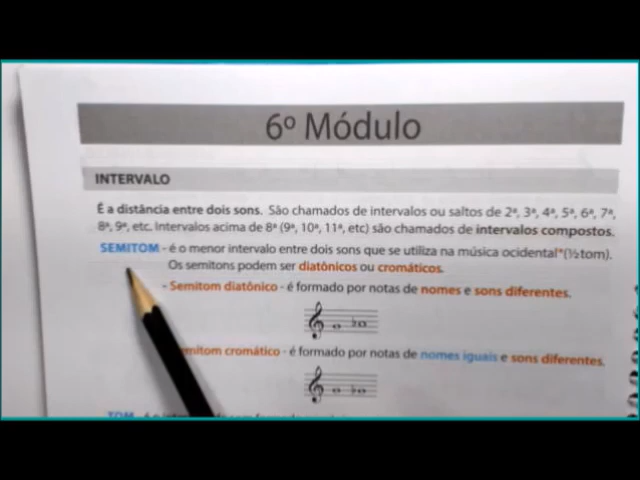 6º Módulo
INTERVALO
É a distância entre dois sons. São chamados de intervalos ou saltos de 2ª, 3ª, 4ª, 5ª, 6ª, 7ª,
8ª, 9ª, etc. Intervalos acima de 8ª (9ª, 10ª, 11ª, etc) são chamados de intervalos compostos.
SEMITOM - é o menor intervalo entre dois sons que se utiliza na música ocidental*(½tom).
Os semitons podem ser diatônicos ou cromáticos.
- Semitom diatônico - é formado por notas de nomes e sons diferentes.
mitom cromático - é formado por notas de nomes iguais e sons diferentes.
TOM - é